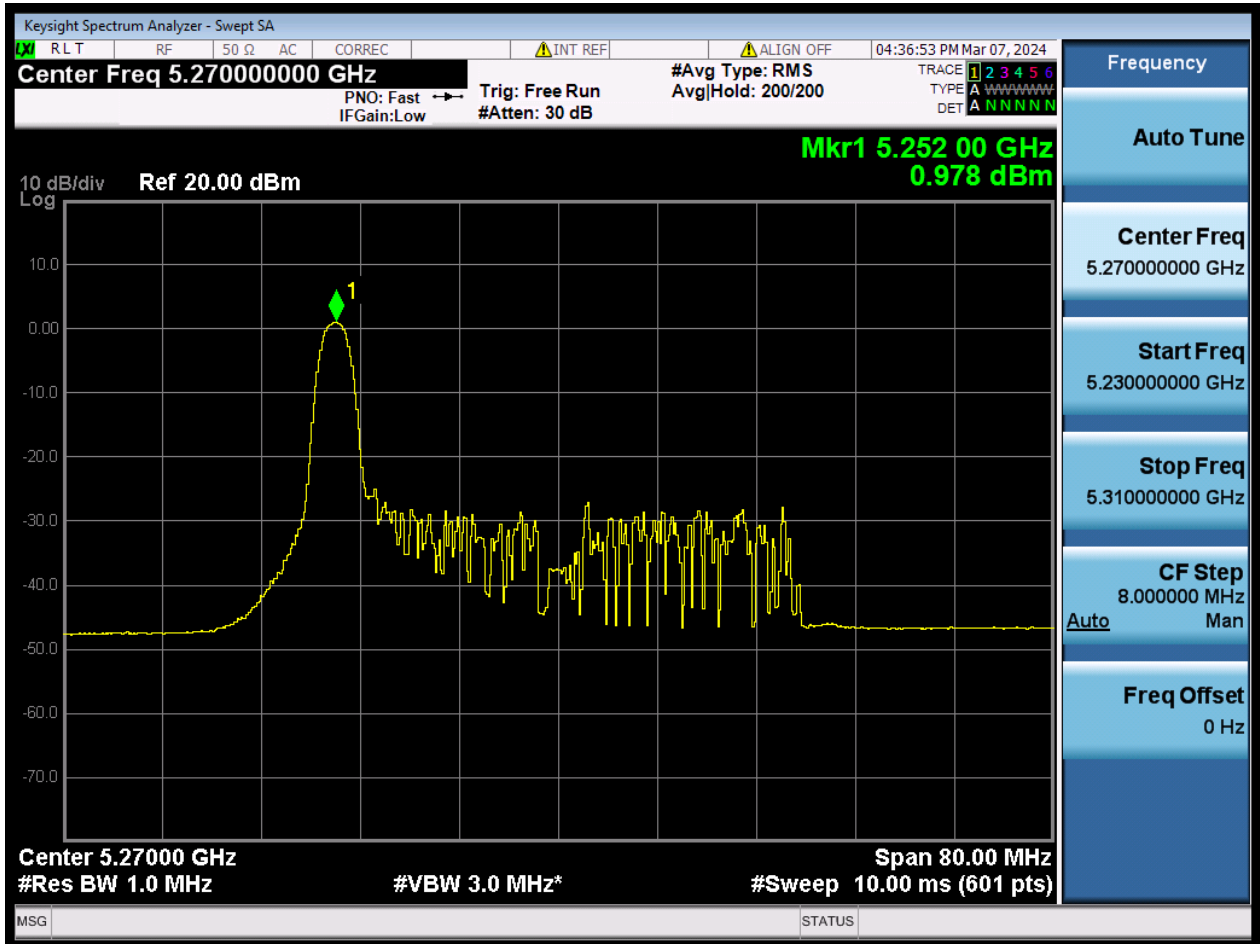 Keysight Spectrum Analyzer - Swept SA
LXI RLT RF 50 Ω AC CORREC INT REF ALIGN OFF 04:36:53 PM Mar 07, 2024
Center Freq 5.270000000 GHz
PNO: Fast
IFGain:Low
Trig: Free Run
#Atten: 30 dB
#Avg Type: RMS
Avg|Hold: 200/200
TRACE 1 2 3 4 5 6
TYPE A WWWWW
DET A N N N N N
Mkr1 5.252 00 GHz
0.978 dBm
10 dB/div Ref 20.00 dBm
Log
1
10.0
0.00
-10.0
-20.0
-30.0
-40.0
-50.0
-60.0
-70.0
Center 5.27000 GHz Span 80.00 MHz
#Res BW 1.0 MHz #VBW 3.0 MHz* #Sweep 10.00 ms (601 pts)
MSG STATUS
Frequency
Auto Tune
Center Freq
5.270000000 GHz
Start Freq
5.230000000 GHz
Stop Freq
5.310000000 GHz
CF Step
8.000000 MHz
Auto Man
Freq Offset
0 Hz